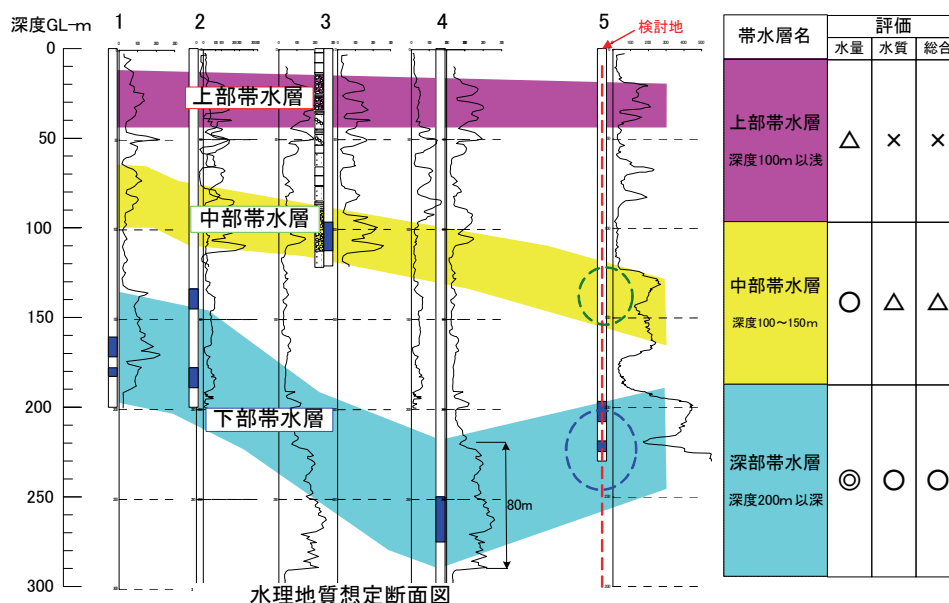 深度GL-m
1
2
3
4
5
検討地
0
50
100
150
200
250
300
上部帯水層
中部帯水層
下部帯水層
80m
水理地質想定断面図
帯水層名
評価
水量
水質
総合
上部帯水層
深度100m以浅
△
×
×
中部帯水層
深度100~150m
○
△
△
深部帯水層
深度200m以深
◎
○
○